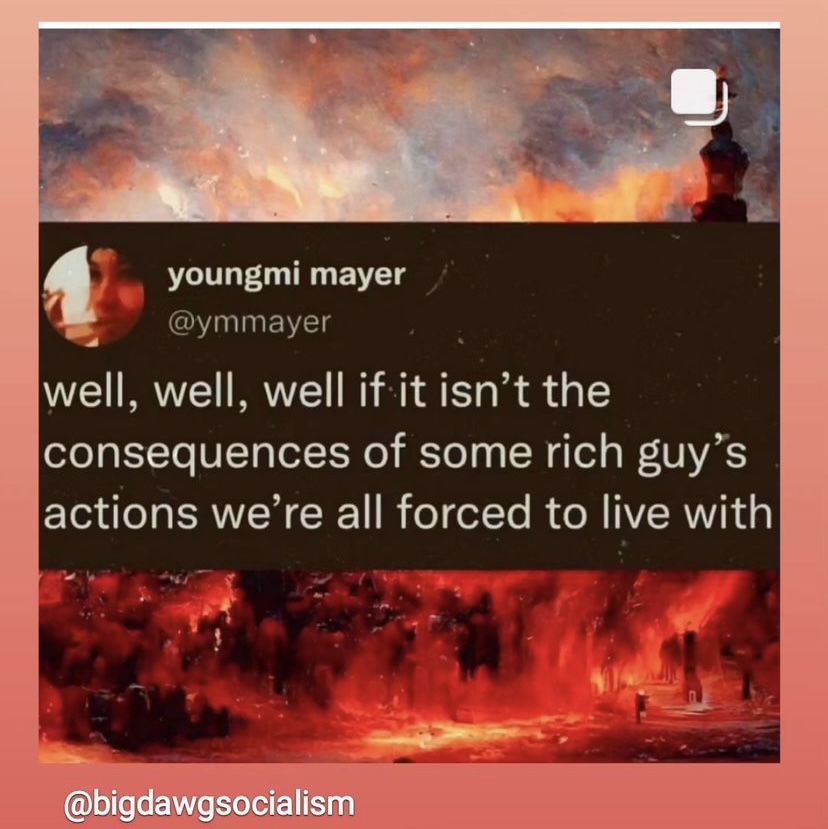 youngmi mayer
@ymmayer
well, well, well if it isn’t the
consequences of some rich guy’s
actions we’re all forced to live with
@bigdawgsocialism